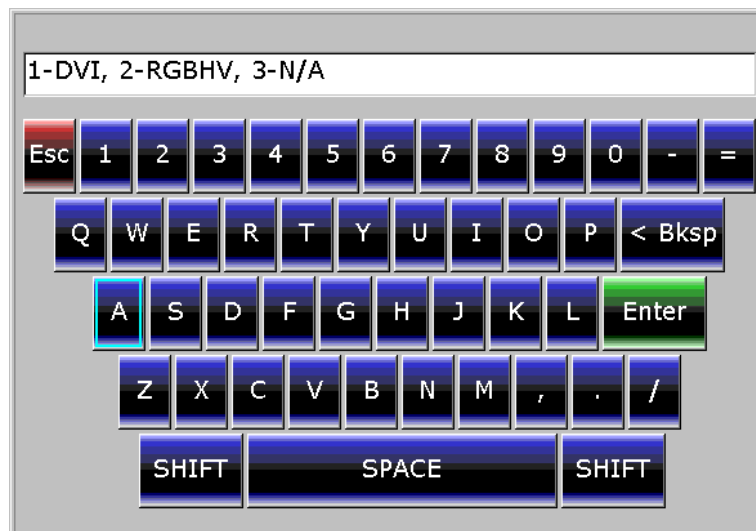 1-DVI, 2-RGBHV, 3-N/A
Esc 1 2 3 4 5 6 7 8 9 0 - =
Q W E R T Y U I O P < Bksp
A S D F G H J K L Enter
Z X C V B N M , . /
SHIFT SPACE SHIFT